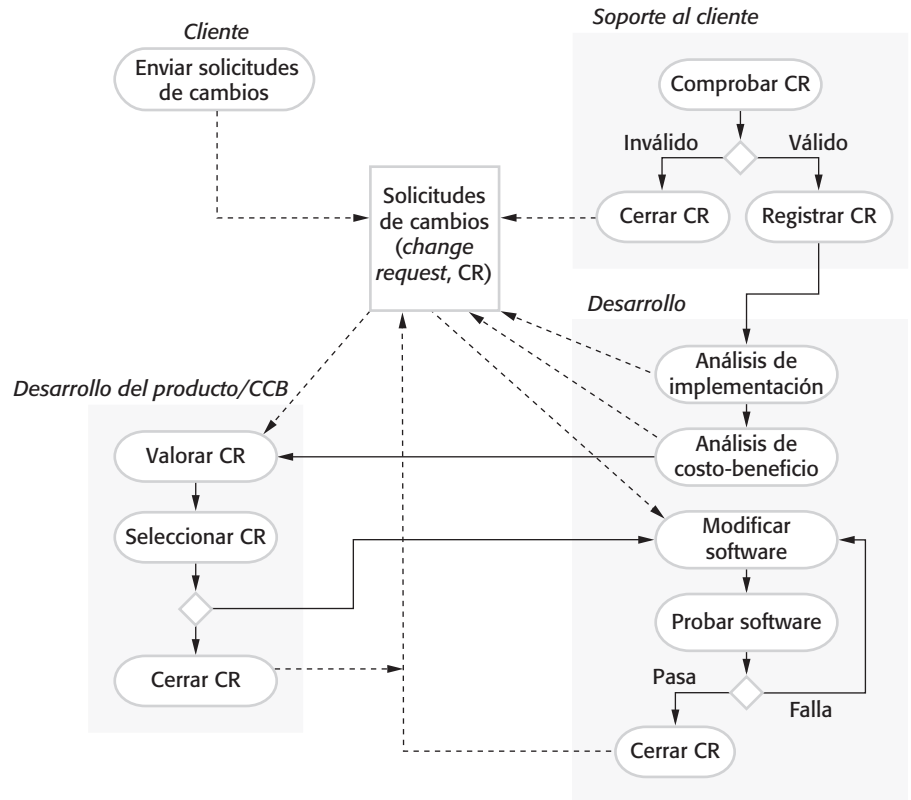 Cliente
Enviar solicitudes
de cambios
Soporte al cliente
Comprobar CR
Inválido
Válido
Cerrar CR
Registrar CR
Solicitudes
de cambios
(change
request, CR)
Desarrollo
Análisis de
implementación
Análisis de
costo-beneficio
Desarrollo del producto/CCB
Valorar CR
Seleccionar CR
Cerrar CR
Modificar
software
Probar software
Pasa
Falla
Cerrar CR